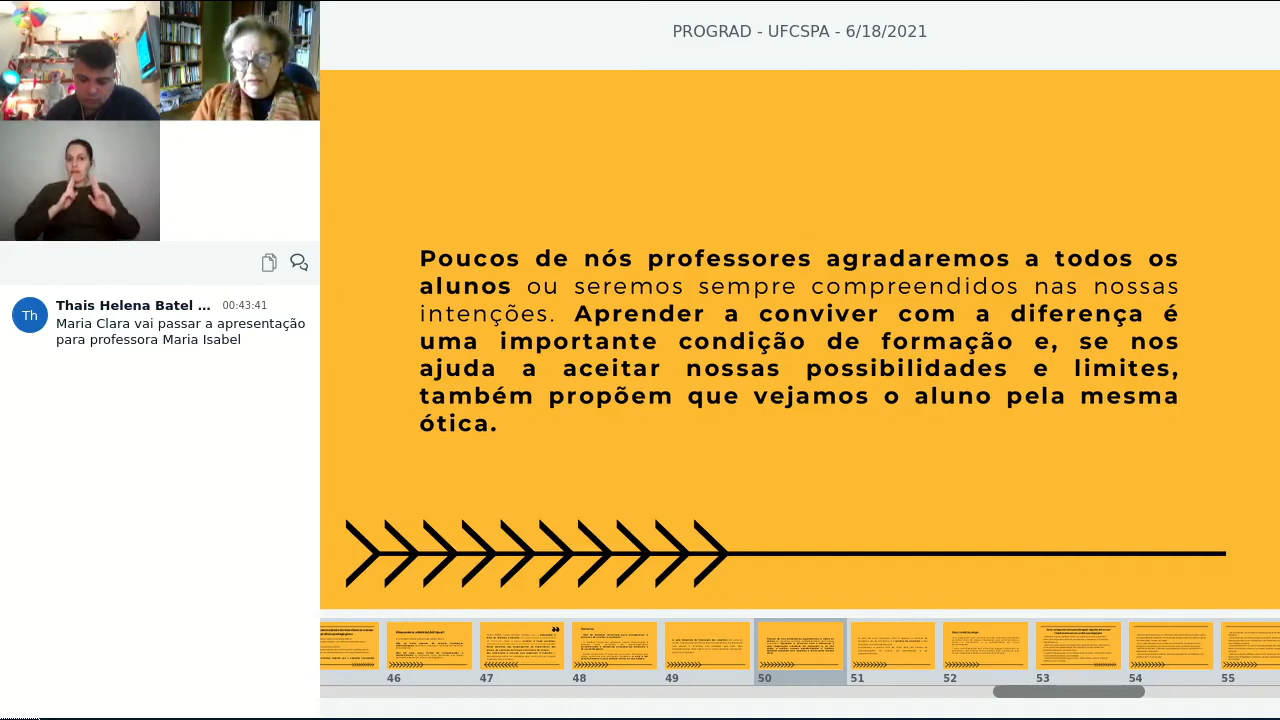 PROGRAD - UFCSPA - 6/18/2021
Poucos de nós professores agradaremos a todos os
alunos ou seremos sempre compreendidos nas nossas
intenções. Aprender a conviver com a diferença é
uma importante condição de formação e, se nos
ajuda a aceitar nossas possibilidades e limites,
também propõem que vejamos o aluno pela mesma
ótica.
Th
Thais Helena Batel ... 00:43:41
Maria Clara vai passar a apresentação
para professora Maria Isabel
46 47 48 49 50 51 52 53 54 55